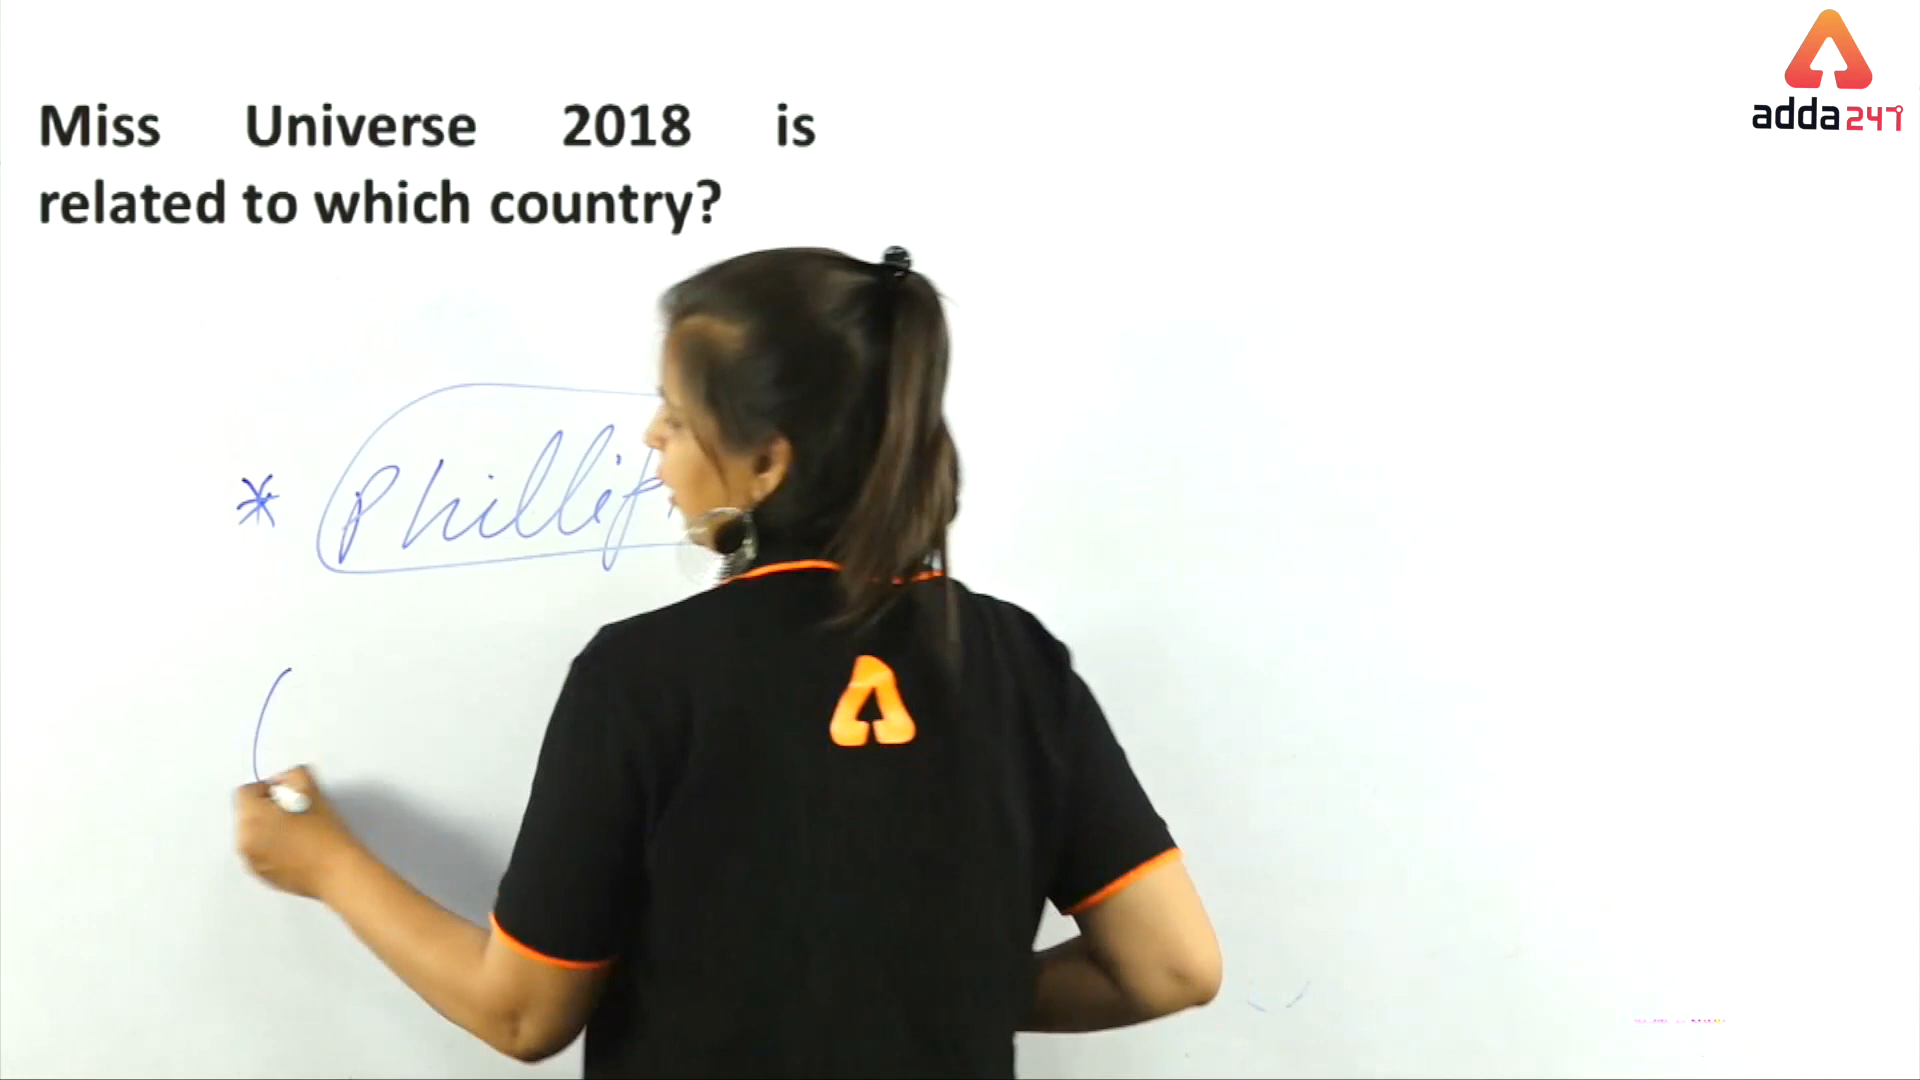 adda247
Miss Universe 2018 is
related to which country?
* Phillip